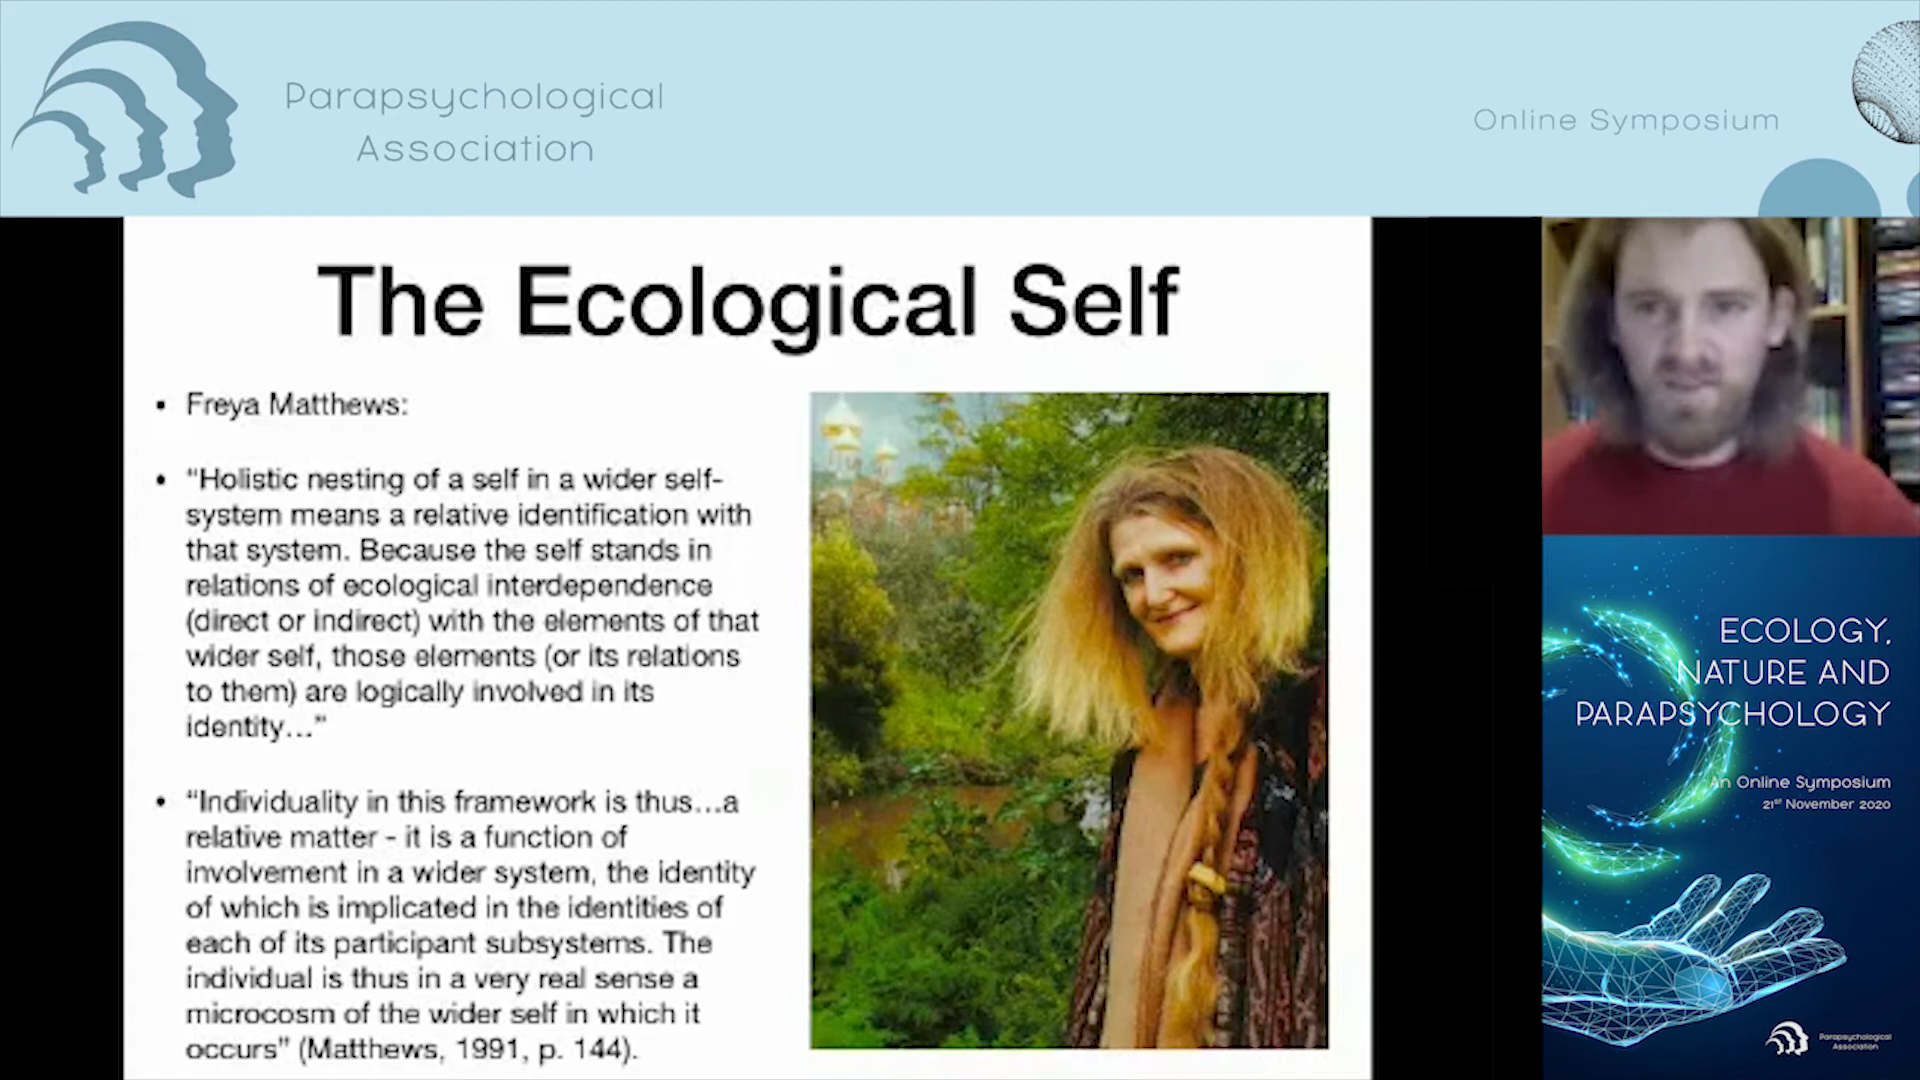 Parapsychological
Association
Online Symposium
The Ecological Self
• Freya Matthews:
• “Holistic nesting of a self in a wider self-
system means a relative identification with
that system. Because the self stands in
relations of ecological interdependence
(direct or indirect) with the elements of that
wider self, those elements (or its relations
to them) are logically involved in its
identity…”
• “Individuality in this framework is thus…a
relative matter - it is a function of
involvement in a wider system, the identity
of which is implicated in the identities of
each of its participant subsystems. The
individual is thus in a very real sense a
microcosm of the wider self in which it
occurs” (Matthews, 1991, p. 144).
ECOLOGY,
NATURE AND
PARAPSYCHOLOGY
An Online Symposium
21st November 2020
Parapsychological
Association